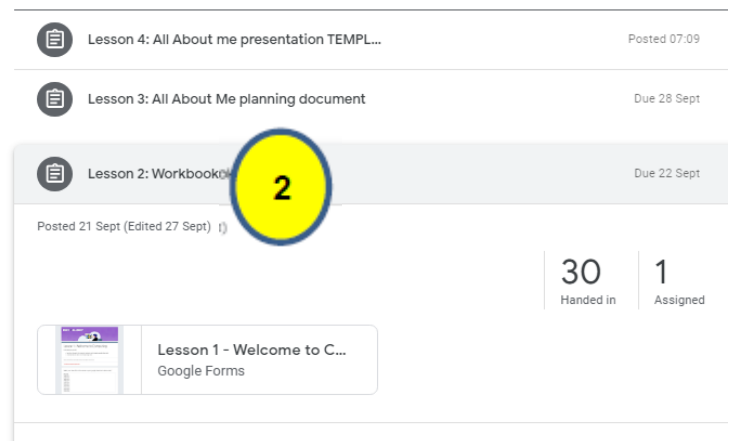 Lesson 4: All About me presentation TEMPL...
Posted 07:09
Lesson 3: All About Me planning document
Due 28 Sept
Lesson 2: Workbook
2
Due 22 Sept
Posted 21 Sept (Edited 27 Sept)
30
1
Handed in
Assigned
Lesson 1 - Welcome to C...
Google Forms